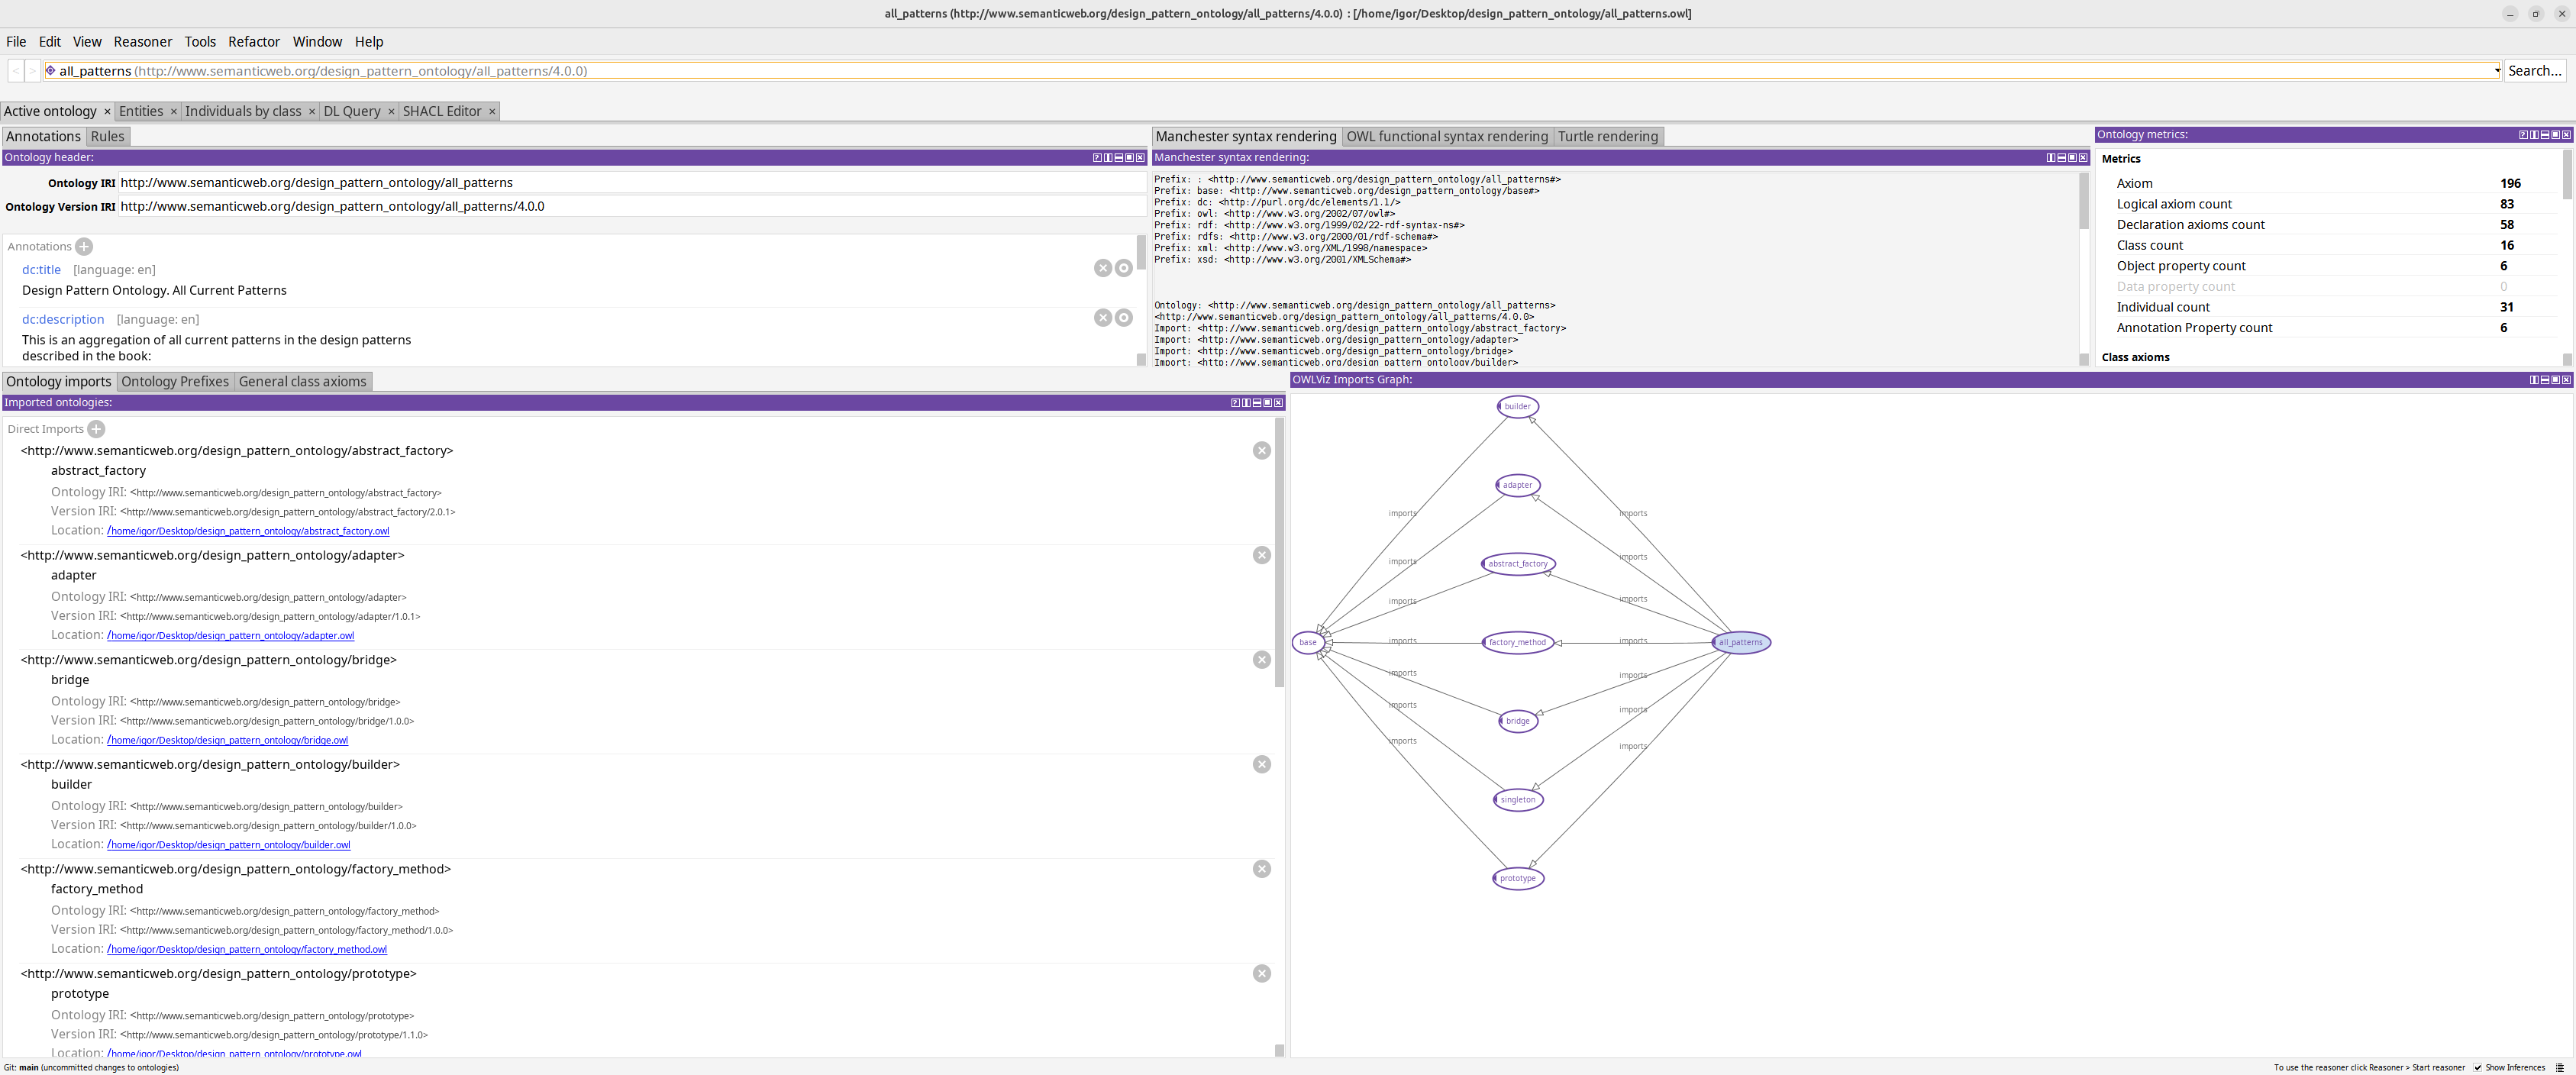 all_patterns (http://www.semanticweb.org/design_pattern_ontology/all_patterns/4.0.0) : [/home/igor/Desktop/design_pattern_ontology/all_patterns.owl]
File Edit View Reasoner Tools Refactor Window Help
< > all_patterns (http://www.semanticweb.org/design_pattern_ontology/all_patterns/4.0.0) Search...
Active ontology × Entities × Individuals by class × DL Query × SHACL Editor ×
Annotations Rules
Ontology header:
Ontology IRI http://www.semanticweb.org/design_pattern_ontology/all_patterns
Ontology Version IRI http://www.semanticweb.org/design_pattern_ontology/all_patterns/4.0.0
Annotations
dc:title [language: en]
Design Pattern Ontology. All Current Patterns
dc:description [language: en]
This is an aggregation of all current patterns in the design patterns
described in the book:
Manchester syntax rendering OWL functional syntax rendering Turtle rendering
Manchester syntax rendering:
Prefix: : <http://www.semanticweb.org/design_pattern_ontology/all_patterns#>
Prefix: base: <http://www.semanticweb.org/design_pattern_ontology/base#>
Prefix: dc: <http://purl.org/dc/elements/1.1/>
Prefix: owl: <http://www.w3.org/2002/07/owl#>
Prefix: rdf: <http://www.w3.org/1999/02/22-rdf-syntax-ns#>
Prefix: rdfs: <http://www.w3.org/2000/01/rdf-schema#>
Prefix: xml: <http://www.w3.org/XML/1998/namespace>
Prefix: xsd: <http://www.w3.org/2001/XMLSchema#>
Ontology: <http://www.semanticweb.org/design_pattern_ontology/all_patterns>
<http://www.semanticweb.org/design_pattern_ontology/all_patterns/4.0.0>
Import: <http://www.semanticweb.org/design_pattern_ontology/abstract_factory>
Import: <http://www.semanticweb.org/design_pattern_ontology/adapter>
Import: <http://www.semanticweb.org/design_pattern_ontology/bridge>
Import: <http://www.semanticweb.org/design_pattern_ontology/builder>
Ontology metrics:
Metrics
Axiom 196
Logical axiom count 83
Declaration axioms count 58
Class count 16
Object property count 6
Data property count 0
Individual count 31
Annotation Property count 6
Class axioms
Ontology imports Ontology Prefixes General class axioms
Imported ontologies:
Direct Imports
<http://www.semanticweb.org/design_pattern_ontology/abstract_factory>
abstract_factory
Ontology IRI: <http://www.semanticweb.org/design_pattern_ontology/abstract_factory>
Version IRI: <http://www.semanticweb.org/design_pattern_ontology/abstract_factory/2.0.1>
Location: /home/igor/Desktop/design_pattern_ontology/abstract_factory.owl
<http://www.semanticweb.org/design_pattern_ontology/adapter>
adapter
Ontology IRI: <http://www.semanticweb.org/design_pattern_ontology/adapter>
Version IRI: <http://www.semanticweb.org/design_pattern_ontology/adapter/1.0.1>
Location: /home/igor/Desktop/design_pattern_ontology/adapter.owl
<http://www.semanticweb.org/design_pattern_ontology/bridge>
bridge
Ontology IRI: <http://www.semanticweb.org/design_pattern_ontology/bridge>
Version IRI: <http://www.semanticweb.org/design_pattern_ontology/bridge/1.0.0>
Location: /home/igor/Desktop/design_pattern_ontology/bridge.owl
<http://www.semanticweb.org/design_pattern_ontology/builder>
builder
Ontology IRI: <http://www.semanticweb.org/design_pattern_ontology/builder>
Version IRI: <http://www.semanticweb.org/design_pattern_ontology/builder/1.0.0>
Location: /home/igor/Desktop/design_pattern_ontology/builder.owl
<http://www.semanticweb.org/design_pattern_ontology/factory_method>
factory_method
Ontology IRI: <http://www.semanticweb.org/design_pattern_ontology/factory_method>
Version IRI: <http://www.semanticweb.org/design_pattern_ontology/factory_method/1.0.0>
Location: /home/igor/Desktop/design_pattern_ontology/factory_method.owl
<http://www.semanticweb.org/design_pattern_ontology/prototype>
prototype
Ontology IRI: <http://www.semanticweb.org/design_pattern_ontology/prototype>
Version IRI: <http://www.semanticweb.org/design_pattern_ontology/prototype/1.1.0>
Location: /home/igor/Desktop/design_pattern_ontology/prototype.owl
OWLViz Imports Graph:
builder
adapter
imports imports
imports imports
abstract_factory
imports imports
base imports factory_method imports all_patterns
imports imports
imports imports
bridge
imports imports
singleton
prototype
Git: main (uncommitted changes to ontologies)
To use the reasoner click Reasoner > Start reasoner Show Inferences